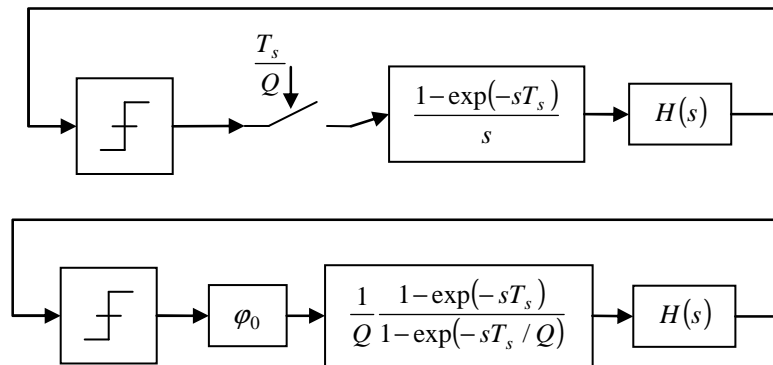 T_s / Q
(1−exp(−sT_s)) / s
H(s)
φ_0
1/Q (1−exp(−sT_s)) / (1−exp(−sT_s / Q))
H(s)